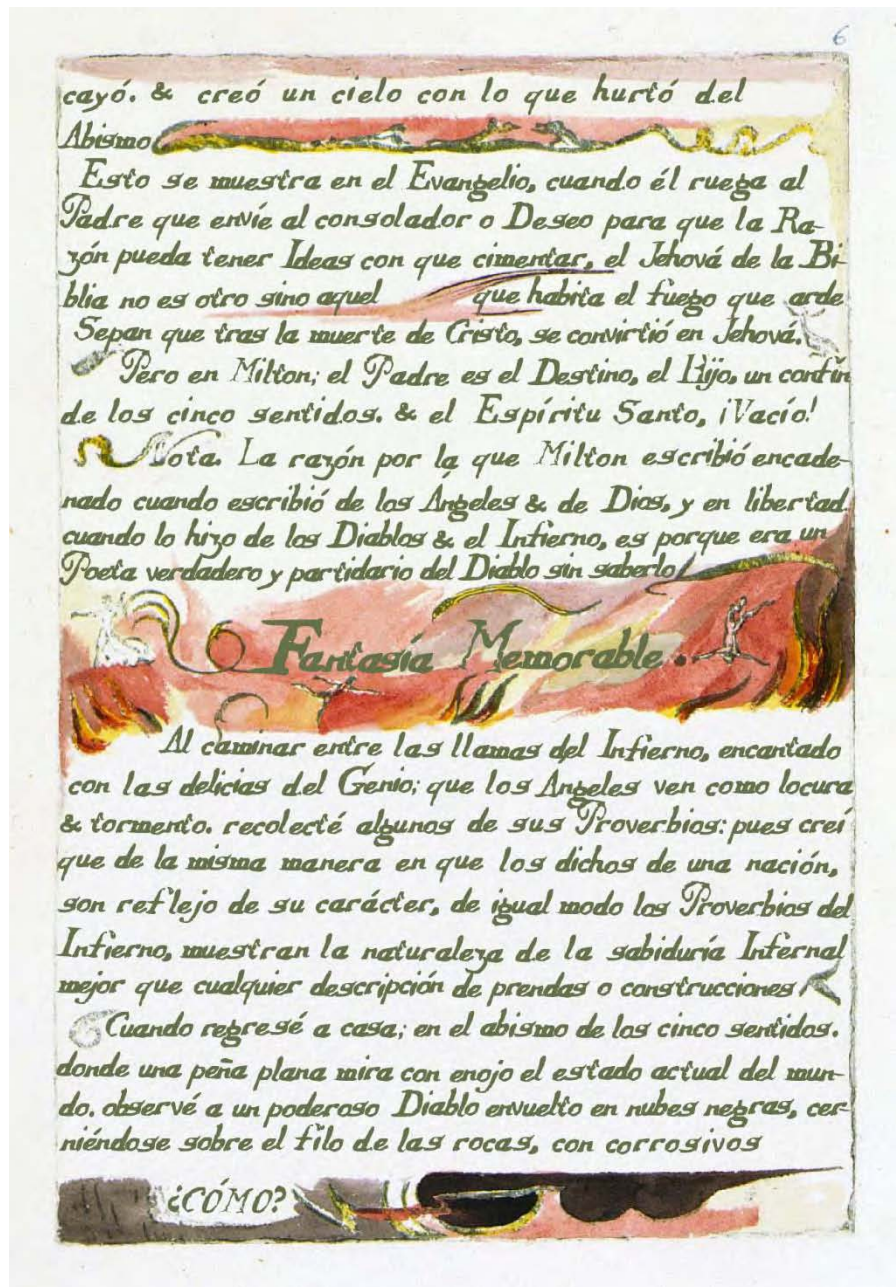 6
cayó. & creó un cielo con lo que hurtó del
Abismo
Esto se muestra en el Evangelio, cuando él ruega al
Padre que envíe al consolador o Deseo para que la Ra-
zón pueda tener Ideas con que cimentar, el Jehová de la Bi-
blia no es otro sino aquel que habita el fuego que arde
Sepan que tras la muerte de Cristo, se convirtió en Jehová.
Pero en Milton; el Padre es el Destino, el Hijo, un confín
de los cinco sentidos. & el Espíritu Santo, ¡Vacío!
Nota. La razón por la que Milton escribió encade-
nado cuando escribió de los Ángeles & de Dios, y en libertad
cuando lo hizo de los Diablos & el Infierno, es porque era un
Poeta verdadero y partidario del Diablo sin saberlo
Fantasía Memorable.
Al caminar entre las llamas del Infierno, encantado
con las delicias del Genio; que los Angeles ven como locura
& tormento. recolecté algunos de sus Proverbios: pues creí
que de la misma manera en que los dichos de una nación,
son reflejo de su carácter, de igual modo los Proverbios del
Infierno, muestran la naturaleza de la sabiduría Infernal
mejor que cualquier descripción de prendas o construcciones
Cuando regresé a casa; en el abismo de los cinco sentidos.
donde una peña plana mira con enojo el estado actual del mun-
do. observé a un poderoso Diablo envuelto en nubes negras, cer-
niéndose sobre el filo de las rocas, con corrosivos
¿CÓMO?